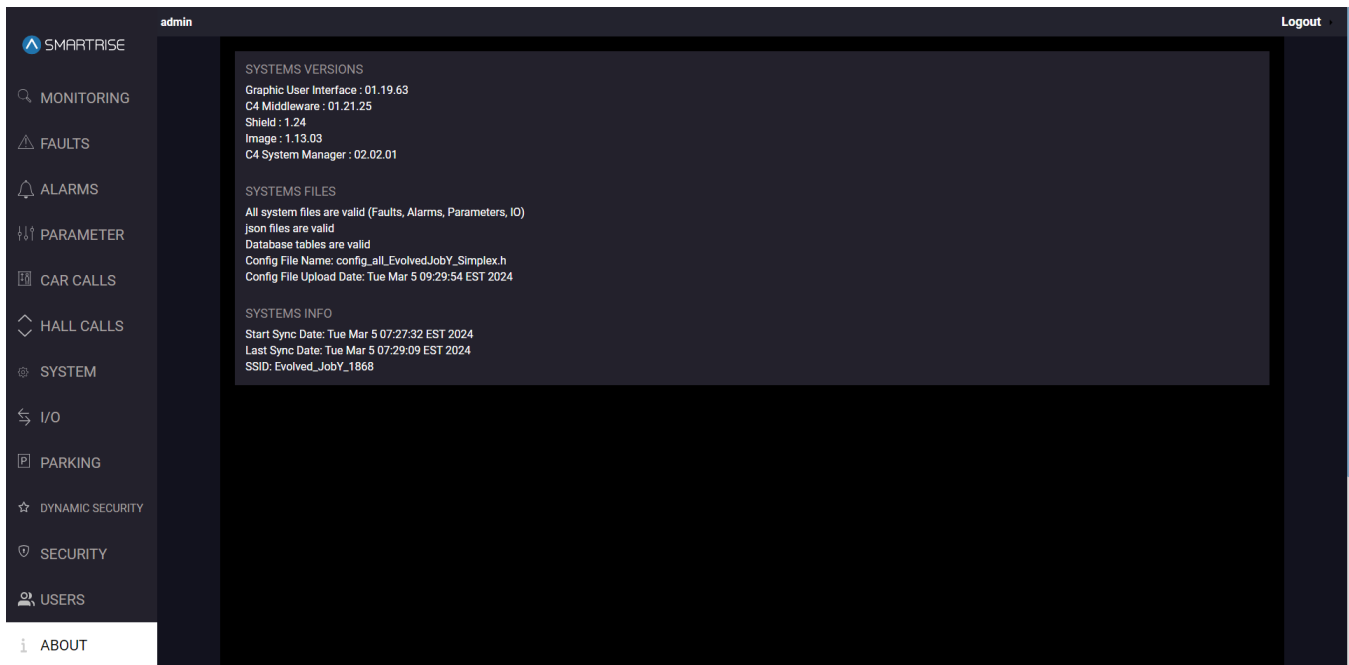 admin
Logout
SMARTRISE
MONITORING
FAULTS
ALARMS
PARAMETER
CAR CALLS
HALL CALLS
SYSTEM
I/O
P PARKING
DYNAMIC SECURITY
SECURITY
USERS
i ABOUT
SYSTEMS VERSIONS
Graphic User Interface : 01.19.63
C4 Middleware : 01.21.25
Shield : 1.24
Image : 1.13.03
C4 System Manager : 02.02.01
SYSTEMS FILES
All system files are valid (Faults, Alarms, Parameters, IO)
json files are valid
Database tables are valid
Config File Name: config_all_EvolvedJobY_Simplex.h
Config File Upload Date: Tue Mar 5 09:29:54 EST 2024
SYSTEMS INFO
Start Sync Date: Tue Mar 5 07:27:32 EST 2024
Last Sync Date: Tue Mar 5 07:29:09 EST 2024
SSID: Evolved_JobY_1868